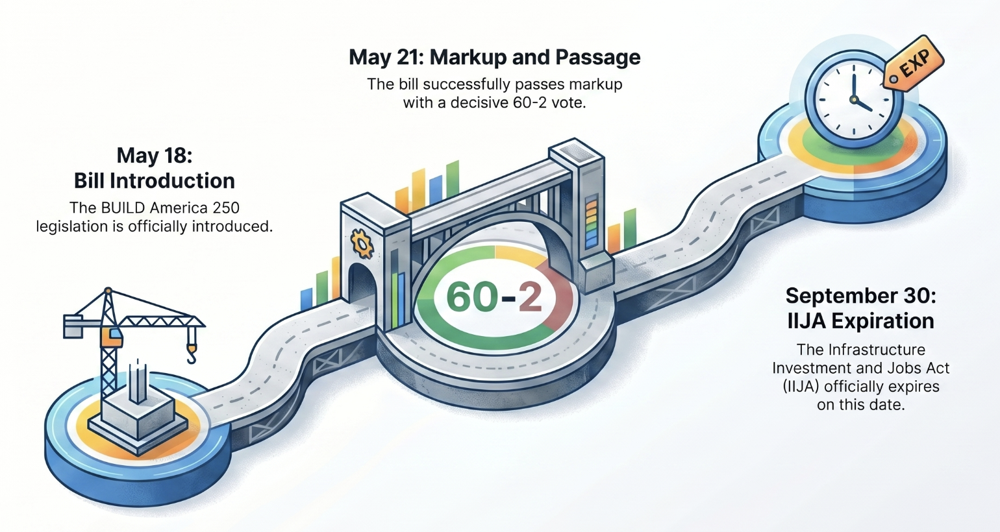 May 18:
Bill Introduction
The BUILD America 250
legislation is officially introduced.
May 21: Markup and Passage
The bill successfully passes markup
with a decisive 60-2 vote.
60-2
EXP
September 30:
IIJA Expiration
The Infrastructure
Investment and Jobs Act
(IIJA) officially expires
on this date.